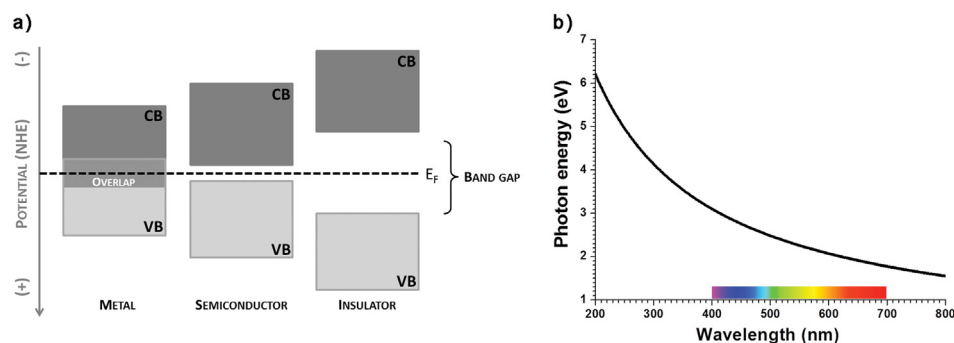 a)
POTENTIAL (NHE)
(-)
(+)
CB
OVERLAP
VB
METAL
CB
VB
SEMICONDUCTOR
CB
VB
INSULATOR
EF
BAND GAP
b)
Photon energy (eV)
7
6
5
4
3
2
1
200 300 400 500 600 700 800
Wavelength (nm)